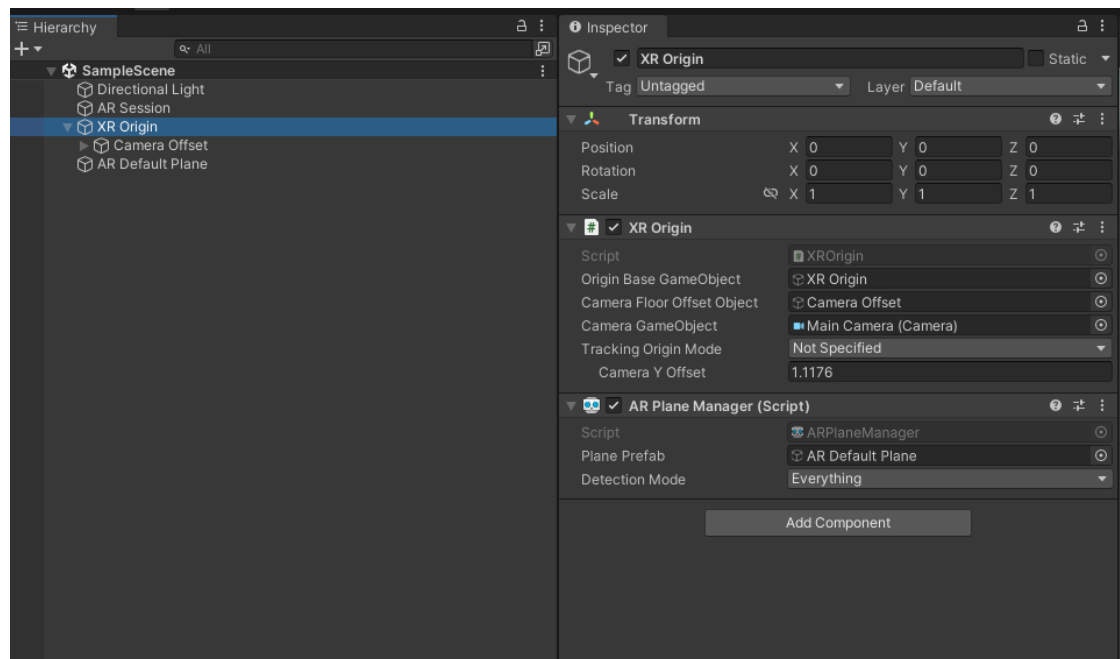 Hierarchy
All
SampleScene
Directional Light
AR Session
XR Origin
Camera Offset
AR Default Plane
Inspector
XR Origin
Static
Tag Untagged
Layer Default
Transform
Position X 0 Y 0 Z 0
Rotation X 0 Y 0 Z 0
Scale X 1 Y 1 Z 1
# XR Origin
Script XROrigin
Origin Base GameObject XR Origin
Camera Floor Offset Object Camera Offset
Camera GameObject Main Camera (Camera)
Tracking Origin Mode Not Specified
Camera Y Offset 1.1176
AR Plane Manager (Script)
Script ARPlaneManager
Plane Prefab AR Default Plane
Detection Mode Everything
Add Component